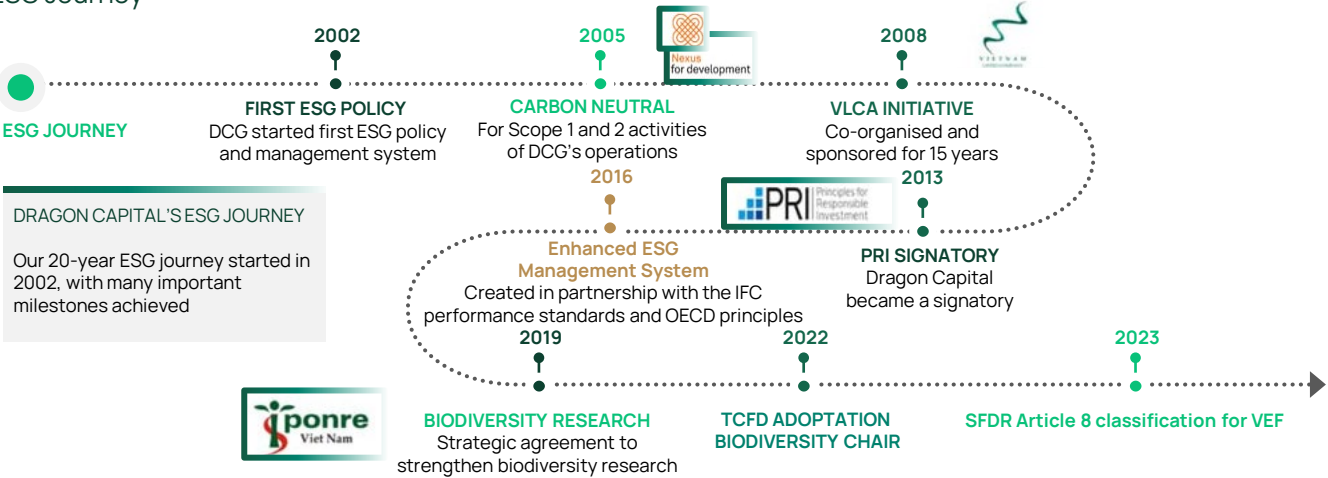 ESG Journey
2002
2005
2008
Nexus
for development
VIETNAM
FIRST ESG POLICY
DCG started first ESG policy
and management system
CARBON NEUTRAL
For Scope 1 and 2 activities
of DCG's operations
VLCA INITIATIVE
Co-organised and
sponsored for 15 years
ESG JOURNEY
DRAGON CAPITAL'S ESG JOURNEY
Our 20-year ESG journey started in
2002, with many important
milestones achieved
2016
PRI
Principles for
Responsible
Investment
2013
Enhanced ESG
Management System
Created in partnership with the IFC
performance standards and OECD principles
PRI SIGNATORY
Dragon Capital
became a signatory
2019
2022
2023
iponre
Viet Nam
BIODIVERSITY RESEARCH
Strategic agreement to
strengthen biodiversity research
TCFD ADOPTATION
BIODIVERSITY CHAIR
SFDR Article 8 classification for VEF